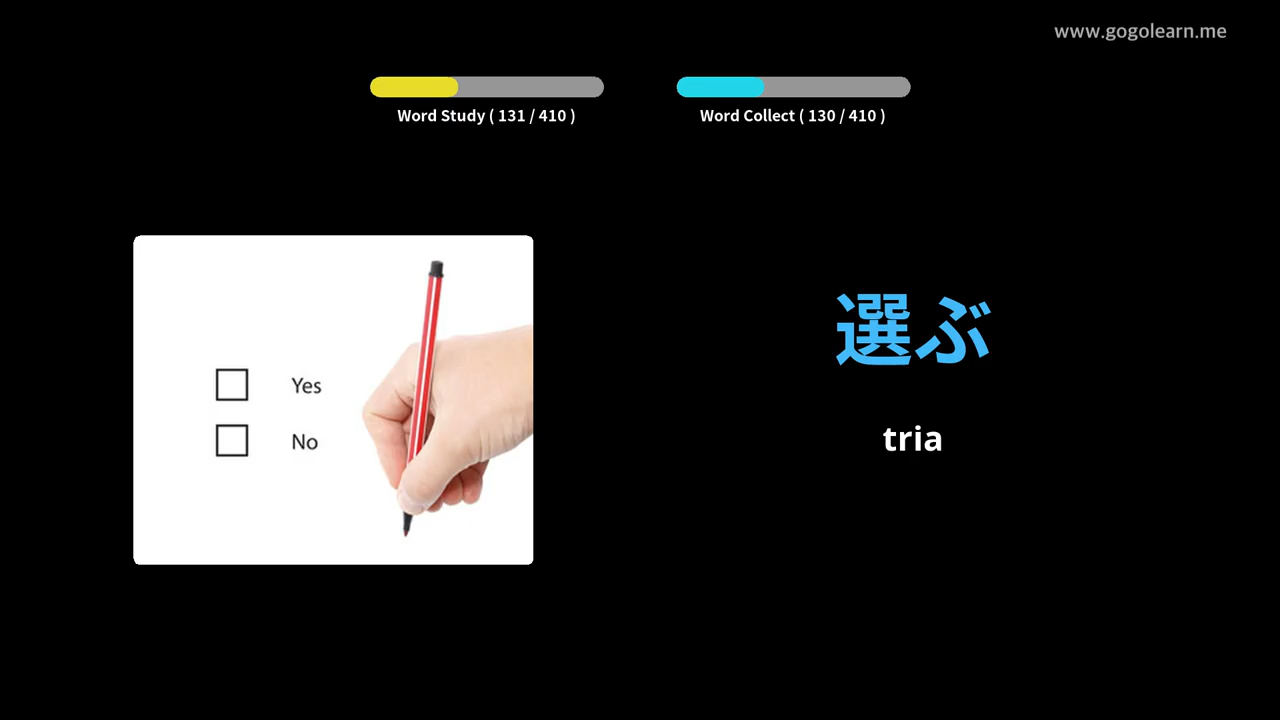 www.gogolearn.me
Word Study ( 131 / 410 )
Word Collect ( 130 / 410 )
Yes
No
選ぶ
tria